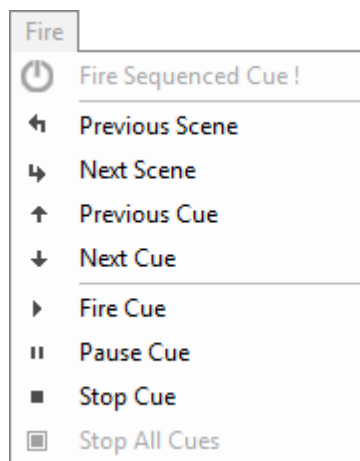 Fire
Fire Sequenced Cue !
Previous Scene
Next Scene
Previous Cue
Next Cue
Fire Cue
Pause Cue
Stop Cue
Stop All Cues